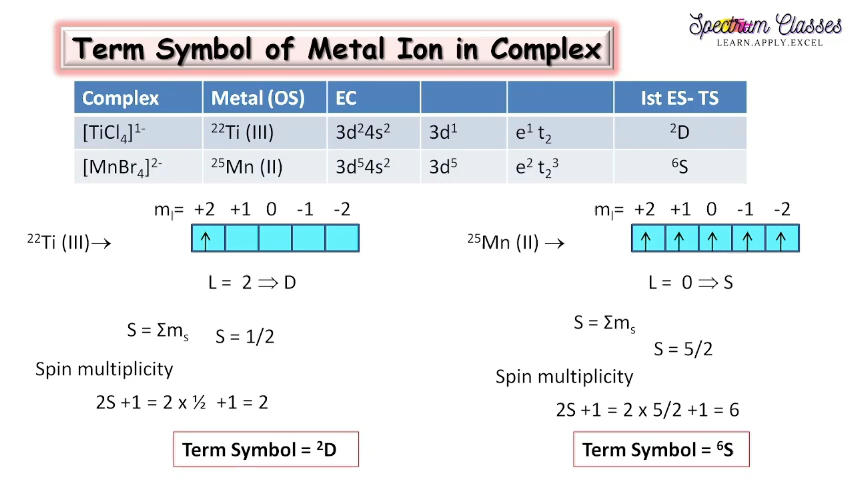 Spectrum Classes
LEARN.APPLY.EXCEL
Term Symbol of Metal Ion in Complex
Complex Metal (OS) EC Ist ES- TS
[TiCl₄]¹⁻ ²²Ti (III) 3d²4s² 3d¹ e¹ t₂ ²D
[MnBr₄]²⁻ ²⁵Mn (II) 3d⁵4s² 3d⁵ e² t₂³ ⁶S
mₗ= +2 +1 0 -1 -2
²²Ti (III)→ ↑
L = 2 ⇒ D
S = Σmₛ S = 1/2
Spin multiplicity
2S +1 = 2 x ½ +1 = 2
Term Symbol = ²D
mₗ= +2 +1 0 -1 -2
²⁵Mn (II) → ↑ ↑ ↑ ↑ ↑
L = 0 ⇒ S
S = Σmₛ
S = 5/2
Spin multiplicity
2S +1 = 2 x 5/2 +1 = 6
Term Symbol = ⁶S